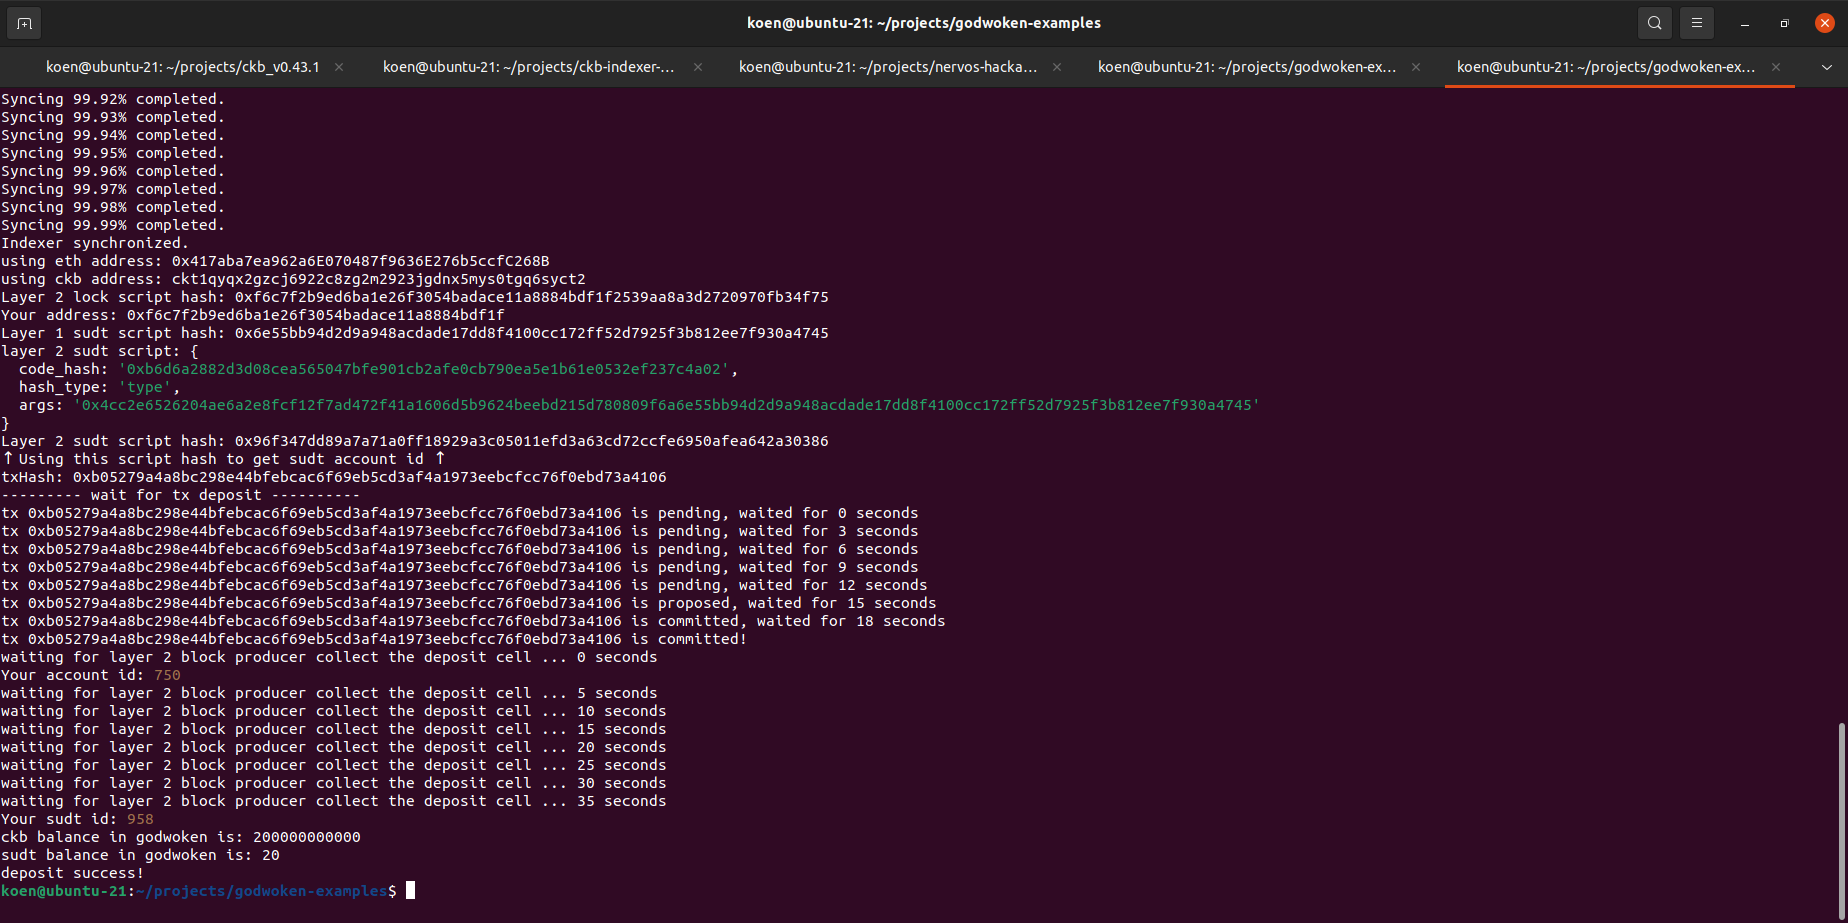 koen@ubuntu-21: ~/projects/godwoken-examples
koen@ubuntu-21: ~/projects/ckb_v0.43.1
koen@ubuntu-21: ~/projects/ckb-indexer-...
koen@ubuntu-21: ~/projects/nervos-hacka...
koen@ubuntu-21: ~/projects/godwoken-ex...
koen@ubuntu-21: ~/projects/godwoken-ex...
Syncing 99.92% completed.
Syncing 99.93% completed.
Syncing 99.94% completed.
Syncing 99.95% completed.
Syncing 99.96% completed.
Syncing 99.97% completed.
Syncing 99.98% completed.
Syncing 99.99% completed.
Indexer synchronized.
using eth address: 0x417aba7ea962a6E070487f9636E276b5ccfC268B
using ckb address: ckt1qyqx2gzcj6922c8zg2m2923jgdnx5mys0tgq6syct2
Layer 2 lock script hash: 0xf6c7f2b9ed6ba1e26f3054badace11a8884bdf1f2539aa8a3d2720970fb34f75
Your address: 0xf6c7f2b9ed6ba1e26f3054badace11a8884bdf1f
Layer 1 sudt script hash: 0x6e55bb94d2d9a948acdade17dd8f4100cc172ff52d7925f3b812ee7f930a4745
layer 2 sudt script: {
  code_hash: '0xb6d6a2882d3d08cea565047bfe901cb2afe0cb790ea5e1b61e0532ef237c4a02',
  hash_type: 'type',
  args: '0x4cc2e6526204ae6a2e8fcf12f7ad472f41a1606d5b9624beebd215d780809f6a6e55bb94d2d9a948acdade17dd8f4100cc172ff52d7925f3b812ee7f930a4745'
}
Layer 2 sudt script hash: 0x96f347dd89a7a71a0ff18929a3c05011efd3a63cd72ccfe6950afea642a30386
↑Using this script hash to get sudt account id ↑
txHash: 0xb05279a4a8bc298e44bfebcac6f69eb5cd3af4a1973eebcfcc76f0ebd73a4106
--------- wait for tx deposit ----------
tx 0xb05279a4a8bc298e44bfebcac6f69eb5cd3af4a1973eebcfcc76f0ebd73a4106 is pending, waited for 0 seconds
tx 0xb05279a4a8bc298e44bfebcac6f69eb5cd3af4a1973eebcfcc76f0ebd73a4106 is pending, waited for 3 seconds
tx 0xb05279a4a8bc298e44bfebcac6f69eb5cd3af4a1973eebcfcc76f0ebd73a4106 is pending, waited for 6 seconds
tx 0xb05279a4a8bc298e44bfebcac6f69eb5cd3af4a1973eebcfcc76f0ebd73a4106 is pending, waited for 9 seconds
tx 0xb05279a4a8bc298e44bfebcac6f69eb5cd3af4a1973eebcfcc76f0ebd73a4106 is pending, waited for 12 seconds
tx 0xb05279a4a8bc298e44bfebcac6f69eb5cd3af4a1973eebcfcc76f0ebd73a4106 is proposed, waited for 15 seconds
tx 0xb05279a4a8bc298e44bfebcac6f69eb5cd3af4a1973eebcfcc76f0ebd73a4106 is committed, waited for 18 seconds
tx 0xb05279a4a8bc298e44bfebcac6f69eb5cd3af4a1973eebcfcc76f0ebd73a4106 is committed!
waiting for layer 2 block producer collect the deposit cell ... 0 seconds
Your account id: 750
waiting for layer 2 block producer collect the deposit cell ... 5 seconds
waiting for layer 2 block producer collect the deposit cell ... 10 seconds
waiting for layer 2 block producer collect the deposit cell ... 15 seconds
waiting for layer 2 block producer collect the deposit cell ... 20 seconds
waiting for layer 2 block producer collect the deposit cell ... 25 seconds
waiting for layer 2 block producer collect the deposit cell ... 30 seconds
waiting for layer 2 block producer collect the deposit cell ... 35 seconds
Your sudt id: 958
ckb balance in godwoken is: 200000000000
sudt balance in godwoken is: 20
deposit success!
koen@ubuntu-21:~/projects/godwoken-examples$